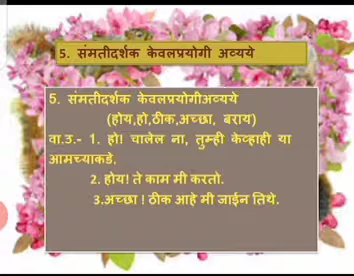 5. संमतीदर्शक केवलप्रयोगी अव्यये
5. संमतीदर्शक केवलप्रयोगीअव्यये
(होय,हो,ठीक,अच्छा, बराय)
वा.उ.- 1. हो! चालेल ना, तुम्ही केव्हाही या
आमच्याकडे.
2. होय! ते काम मी करतो.
3.अच्छा ! ठीक आहे मी जाईन तिथे.